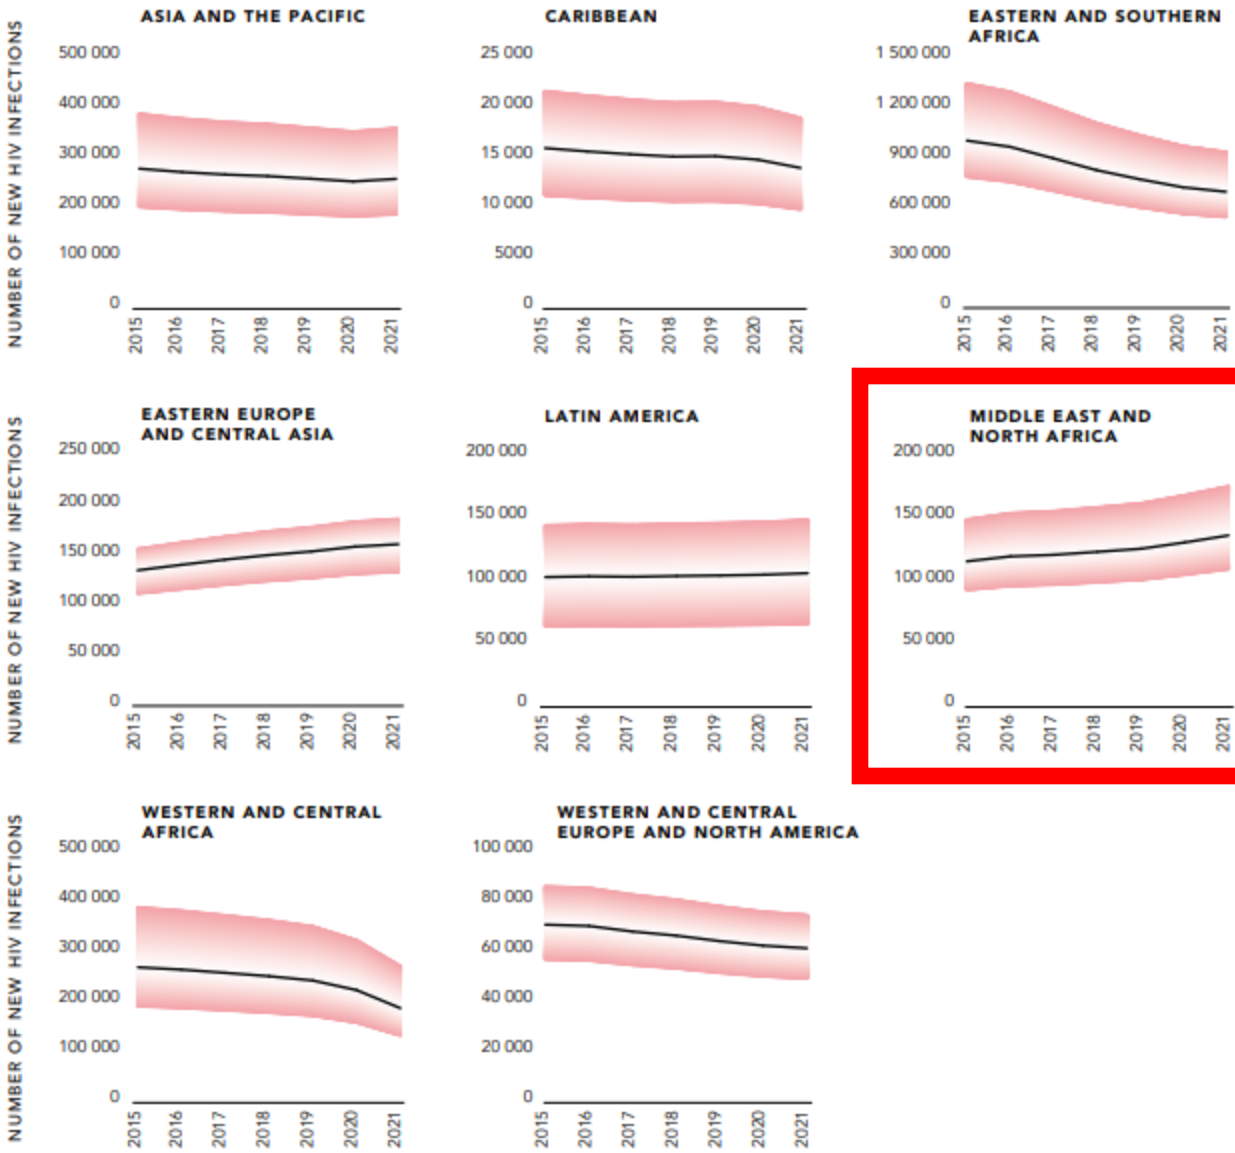 NUMBER OF NEW HIV INFECTIONS
ASIA AND THE PACIFIC
500 000
400 000
300 000
200 000
100 000
0
2015 2016 2017 2018 2019 2020 2021
CARIBBEAN
25 000
20 000
15 000
10 000
5000
0
2015 2016 2017 2018 2019 2020 2021
EASTERN AND SOUTHERN
AFRICA
1 500 000
1 200 000
900 000
600 000
300 000
0
2015 2016 2017 2018 2019 2020 2021
NUMBER OF NEW HIV INFECTIONS
EASTERN EUROPE
AND CENTRAL ASIA
250 000
200 000
150 000
100 000
50 000
0
2015 2016 2017 2018 2019 2020 2021
LATIN AMERICA
200 000
150 000
100 000
50 000
0
2015 2016 2017 2018 2019 2020 2021
MIDDLE EAST AND
NORTH AFRICA
200 000
150 000
100 000
50 000
0
2015 2016 2017 2018 2019 2020 2021
NUMBER OF NEW HIV INFECTIONS
WESTERN AND CENTRAL
AFRICA
500 000
400 000
300 000
200 000
100 000
0
2015 2016 2017 2018 2019 2020 2021
WESTERN AND CENTRAL
EUROPE AND NORTH AMERICA
100 000
80 000
60 000
40 000
20 000
0
2015 2016 2017 2018 2019 2020 2021